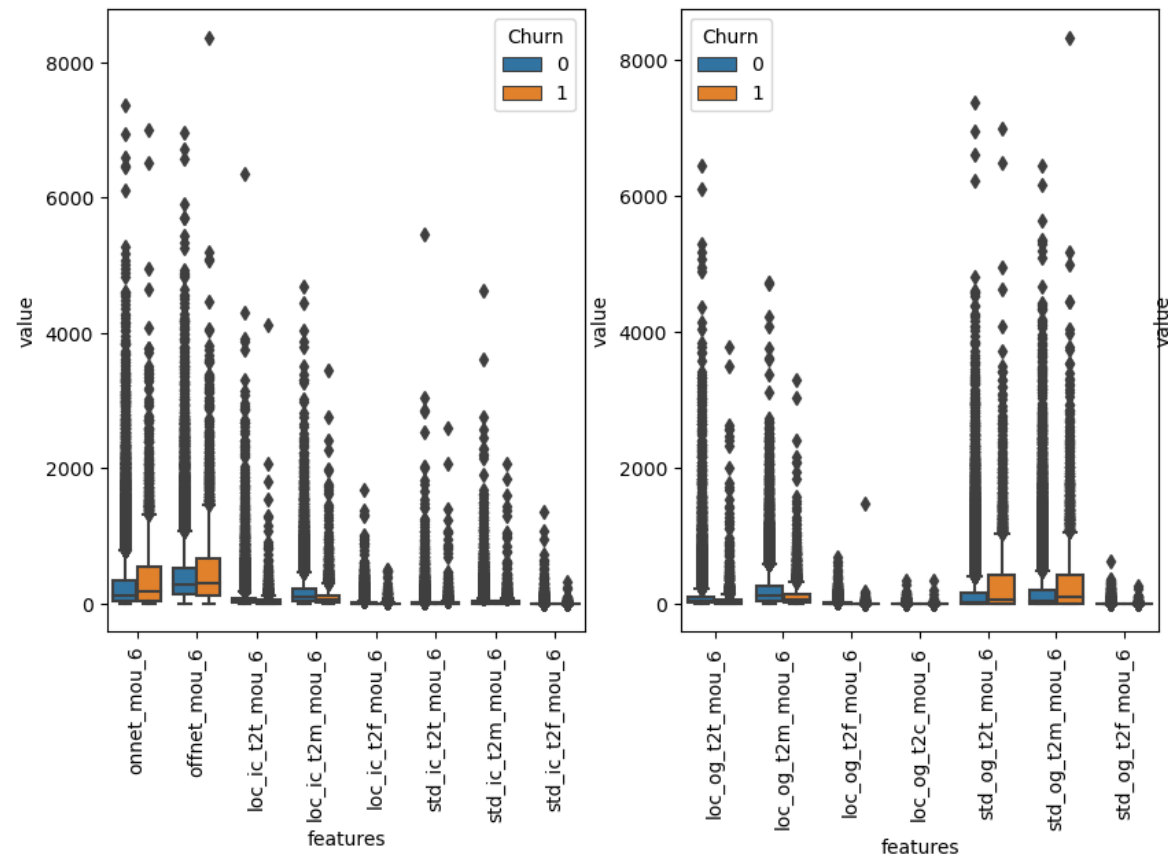 Churn
0
1
8000
6000
4000
2000
0
value
onnet_mou_6
offnet_mou_6
loc_ic_t2t_mou_6
loc_ic_t2m_mou_6
loc_ic_t2f_mou_6
std_ic_t2t_mou_6
std_ic_t2m_mou_6
std_ic_t2f_mou_6
features
Churn
0
1
8000
6000
4000
2000
0
value
loc_og_t2t_mou_6
loc_og_t2m_mou_6
loc_og_t2f_mou_6
loc_og_t2c_mou_6
std_og_t2t_mou_6
std_og_t2m_mou_6
std_og_t2f_mou_6
features
value